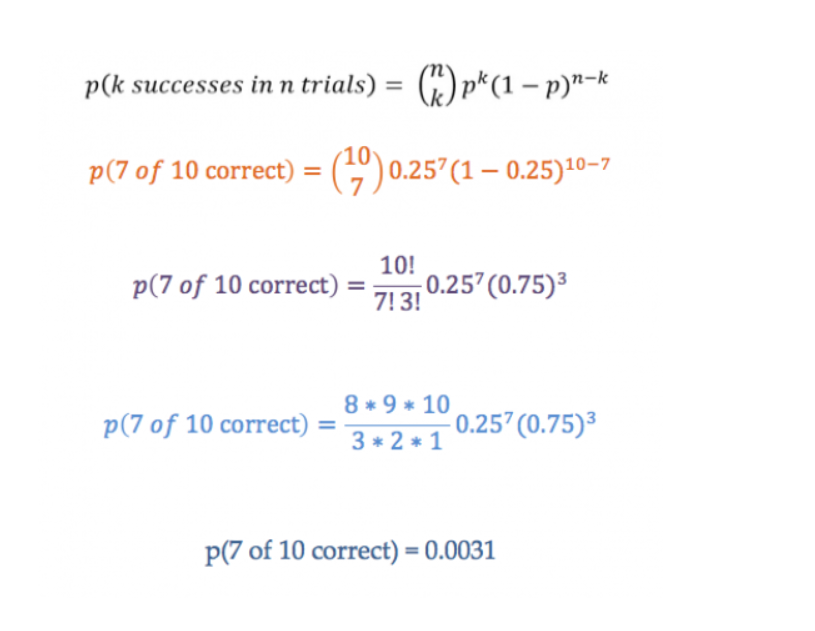 p(k successes in n trials) = (n k) p^k (1 − p)^{n−k}
p(7 of 10 correct) = (10 7) 0.25^7 (1 − 0.25)^{10−7}
p(7 of 10 correct) = 10! / 7! 3! 0.25^7 (0.75)^3
p(7 of 10 correct) = 8 * 9 * 10 / 3 * 2 * 1 0.25^7 (0.75)^3
p(7 of 10 correct) = 0.0031